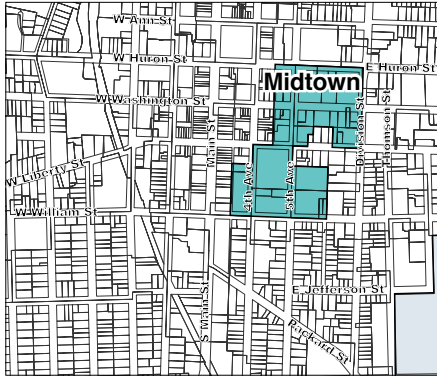 W Ann St
W Huron St
E Huron St
Midtown
W Washington St
Main St
Division St
Thomson St
W Liberty St
4th Ave
5th Ave
W William St
E Jefferson St
S Main St
Packard St